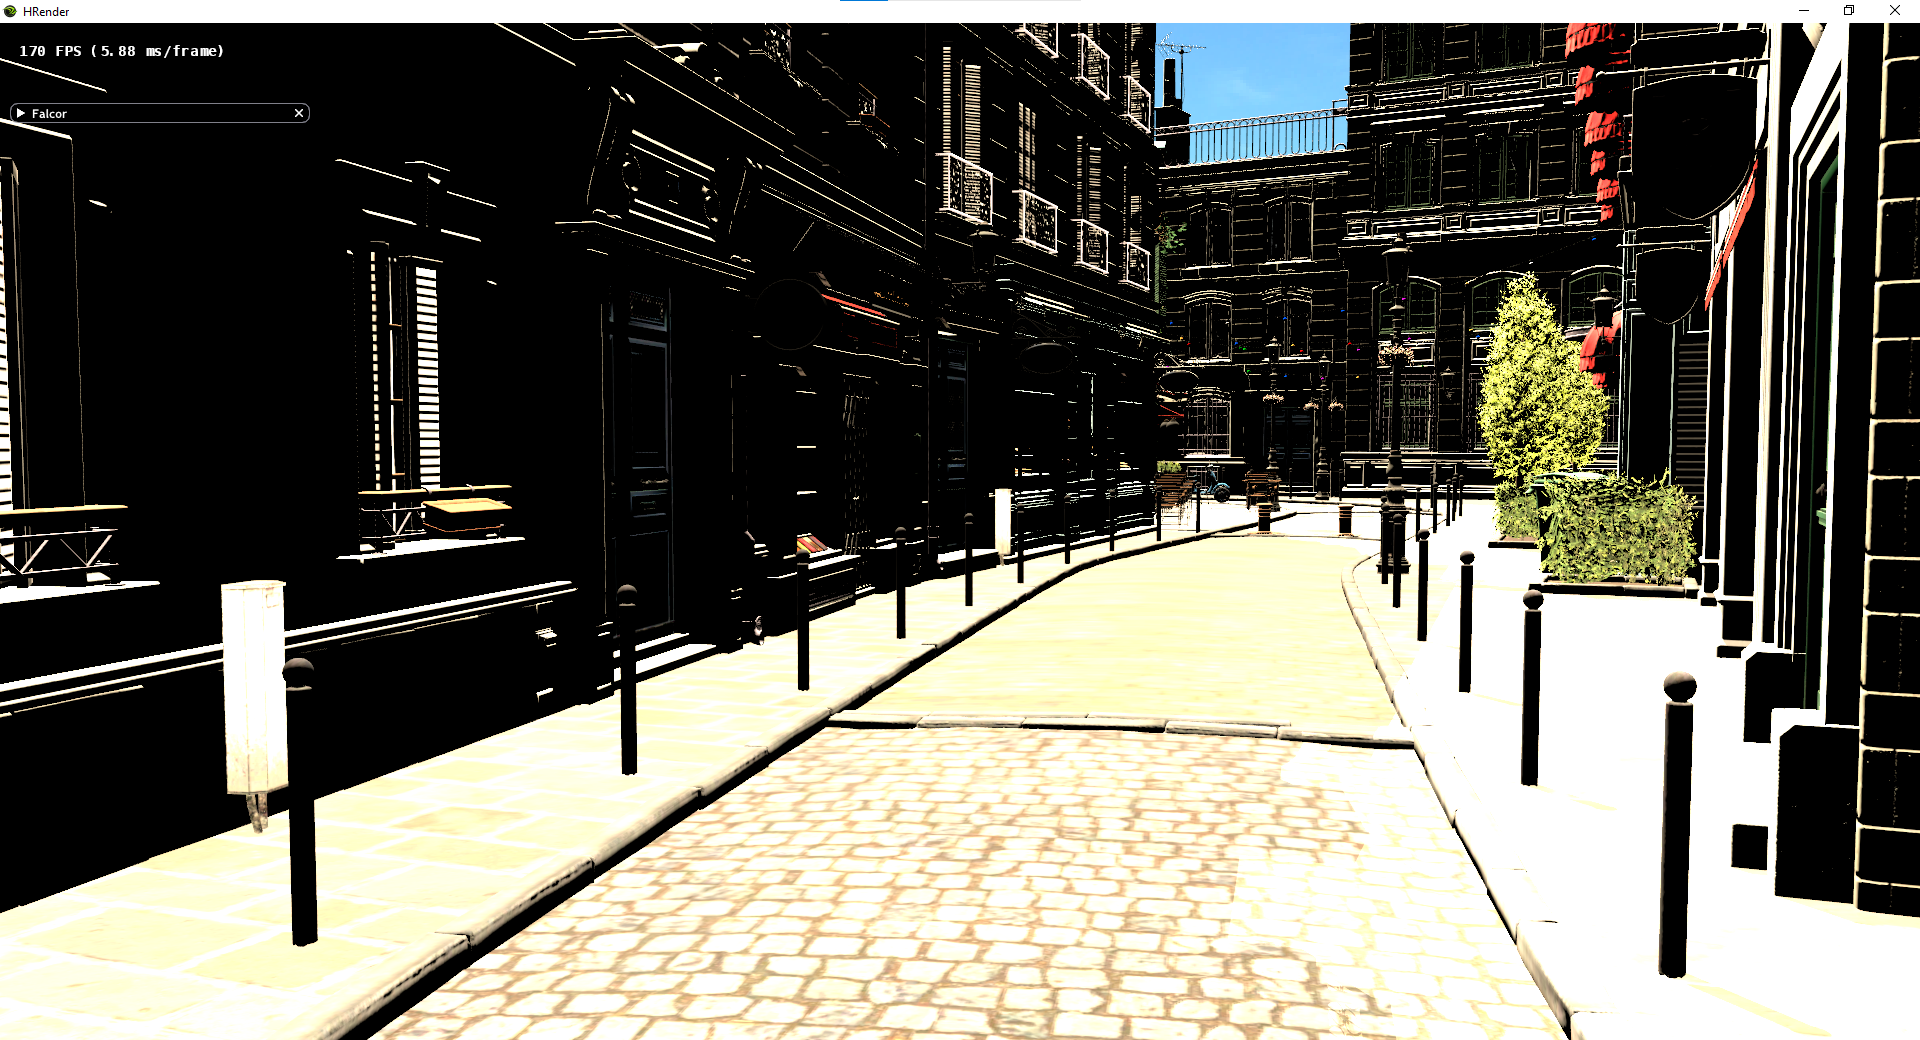 HRender
170 FPS (5.88 ms/frame)
Falcor